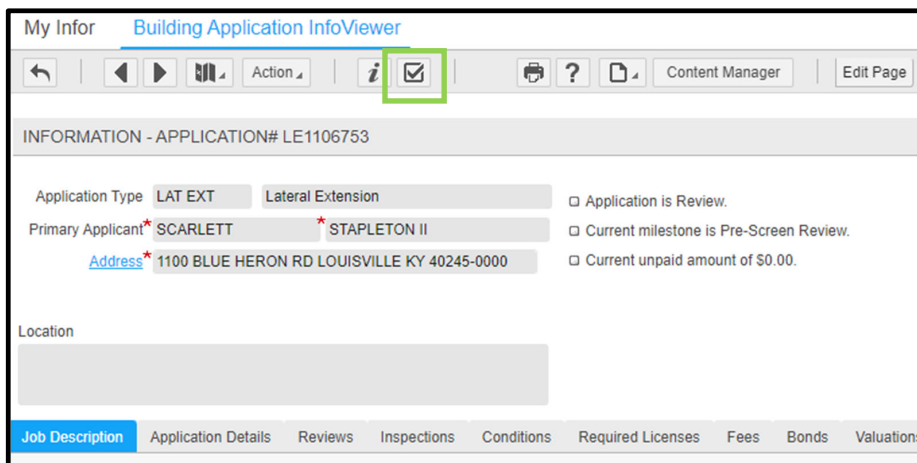 My Infor Building Application InfoViewer
Action i ? Content Manager Edit Page
INFORMATION - APPLICATION# LE1106753
Application Type LAT EXT Lateral Extension
Application is Review.
Primary Applicant* SCARLETT * STAPLETON II
Current milestone is Pre-Screen Review.
Address* 1100 BLUE HERON RD LOUISVILLE KY 40245-0000
Current unpaid amount of $0.00.
Location
Job Description Application Details Reviews Inspections Conditions Required Licenses Fees Bonds Valuations